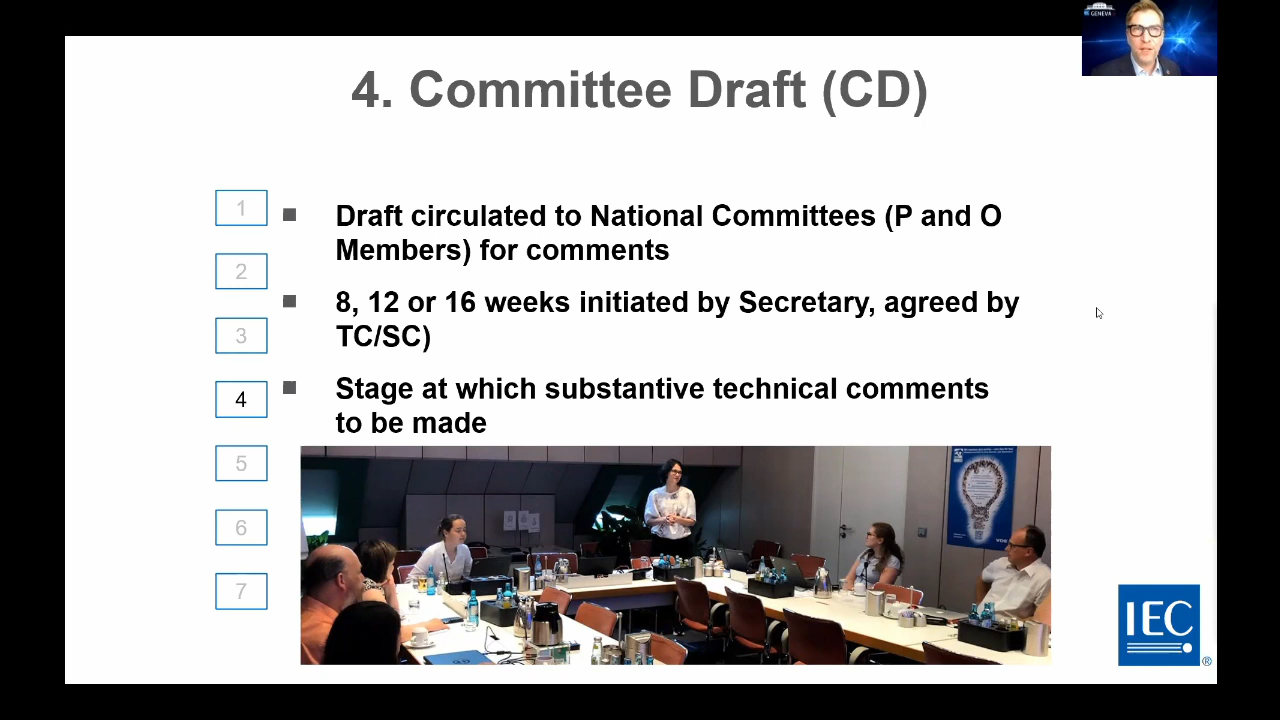 GENEVA
4. Committee Draft (CD)
1
2
3
4
5
6
7
■ Draft circulated to National Committees (P and O
Members) for comments
■ 8, 12 or 16 weeks initiated by Secretary, agreed by
TC/SC)
■ Stage at which substantive technical comments
to be made
VDE
IEC
®